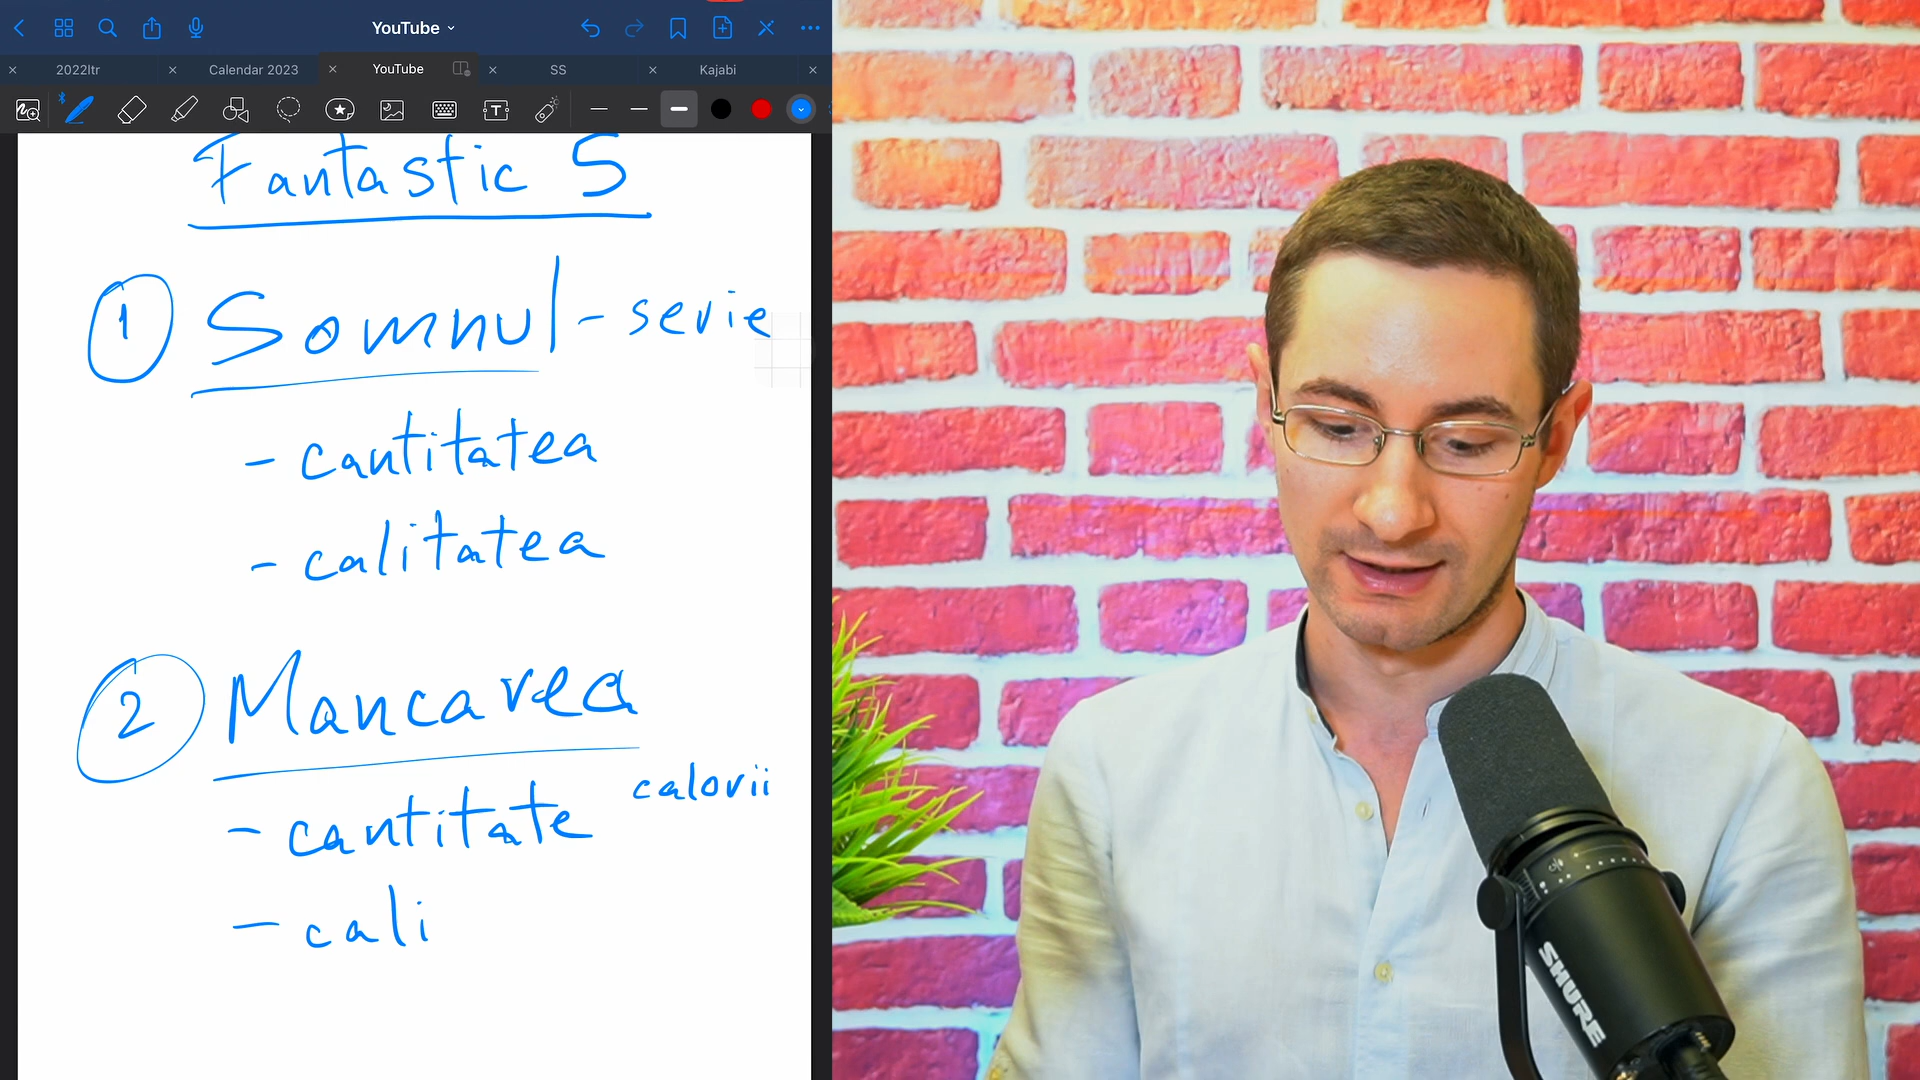 YouTube
2022ltr
Calendar 2023
YouTube
SS
Kajabi
Fantastic 5
1 Somnul - serie
- cantitatea
- calitatea
2 Mancarea
- cantitate calorii
- cali
SHURE